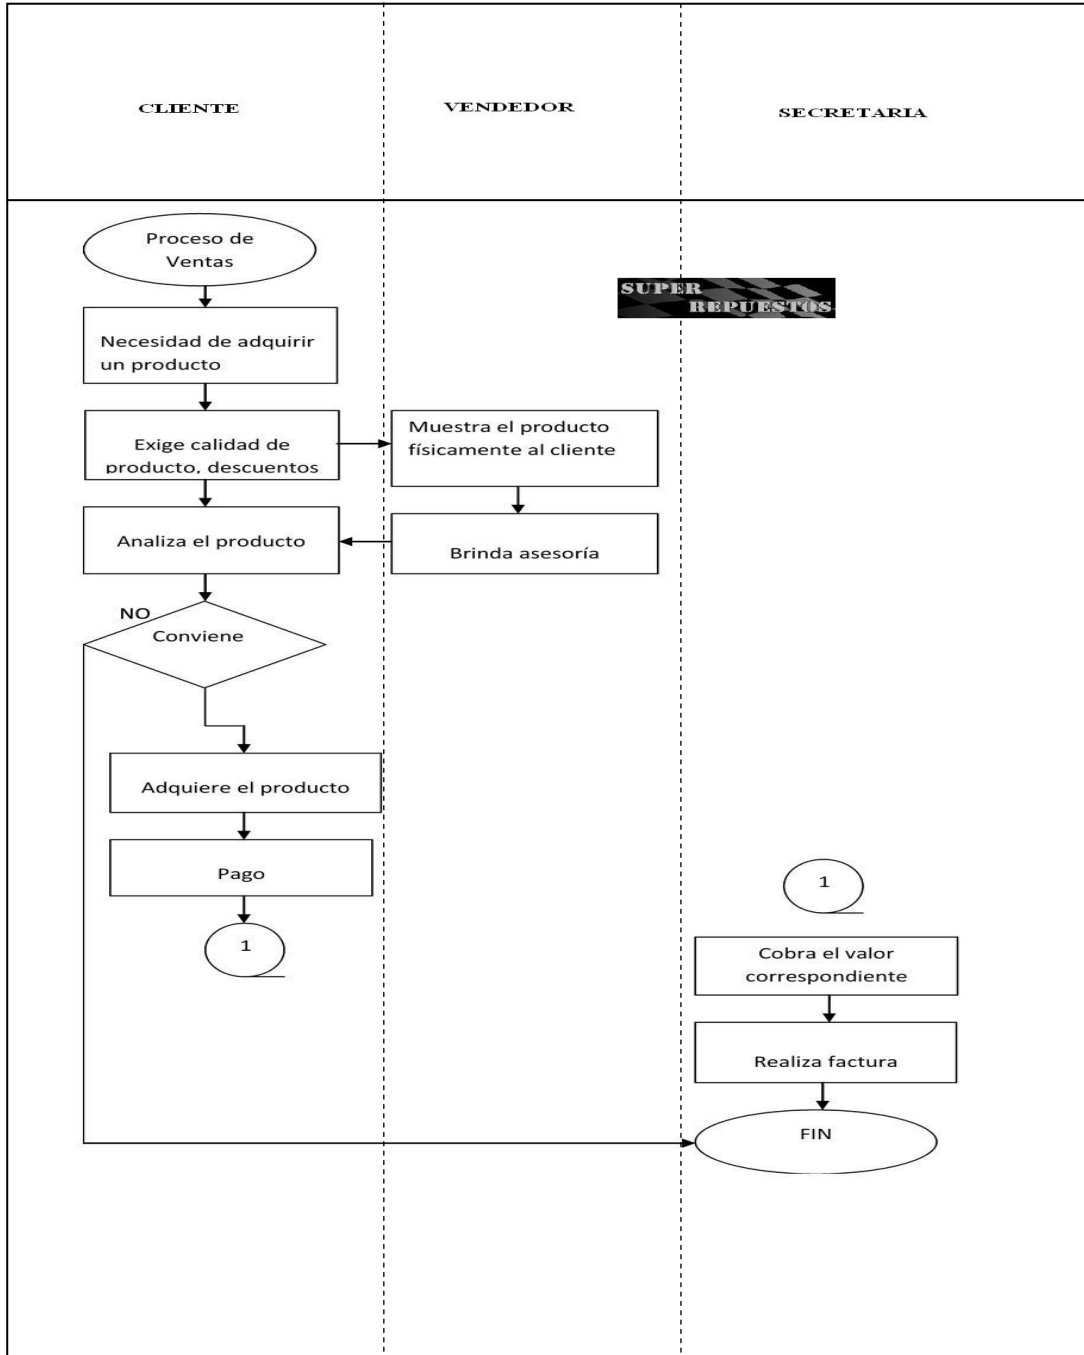 CLIENTE
VENDEDOR
SECRETARIA
Proceso de
Ventas
SUPER
REPUESTOS
Necesidad de adquirir
un producto
Exige calidad de
producto, descuentos
Muestra el producto
físicamente al cliente
Analiza el producto
Brinda asesoría
NO
Conviene
Adquiere el producto
Pago
1
1
Cobra el valor
correspondiente
Realiza factura
FIN